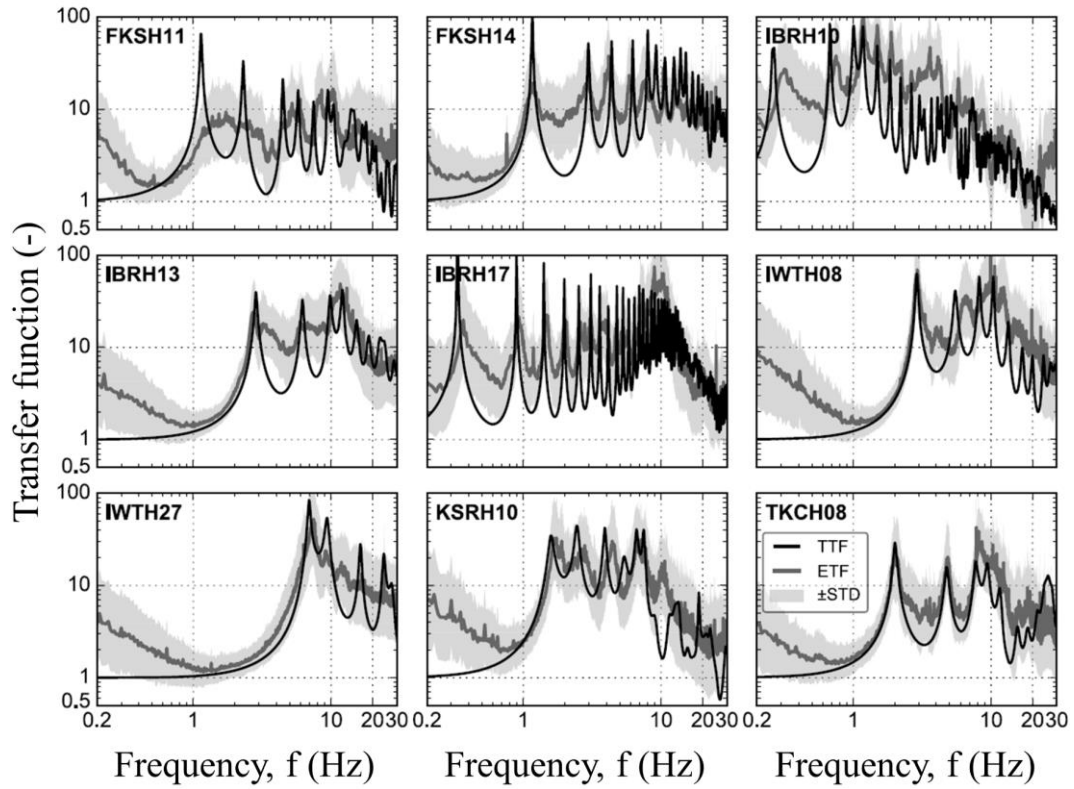 FKSH11 FKSH14 IBRH10
100
10
1
0.5
IBRH13 IBRH17 IWTH08
100
10
1
0.5
IWTH27 KSRH10 TKCH08
100
10
1
0.5
TTF
ETF
±STD
0.2 1 10 2030 0.2 1 10 2030 0.2 1 10 2030
Transfer function (-)
Frequency, f (Hz) Frequency, f (Hz) Frequency, f (Hz)